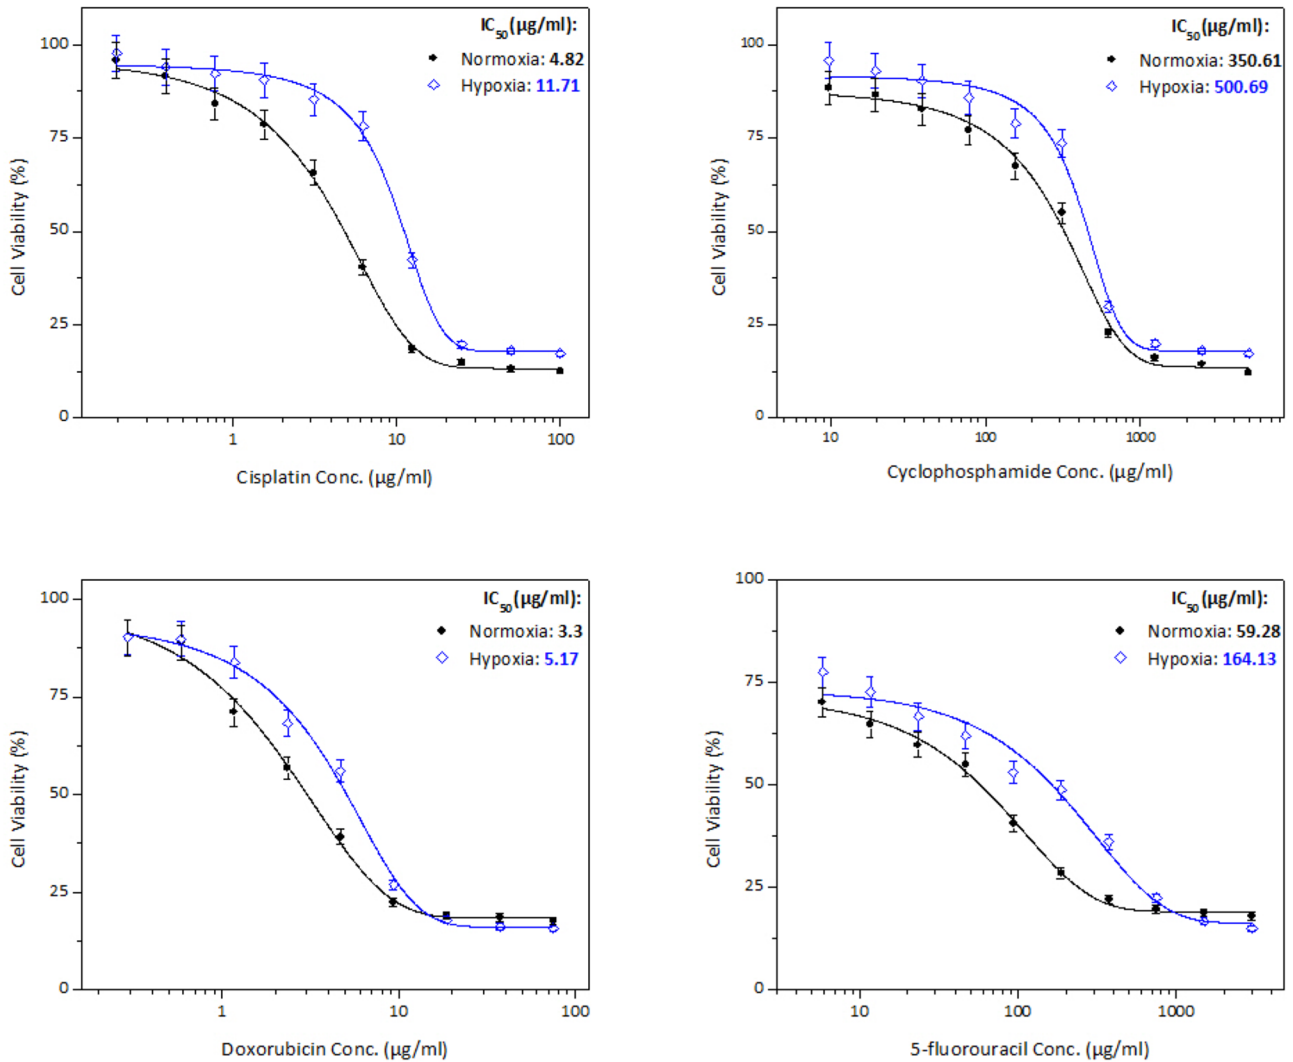 IC50(μg/ml):
Normoxia: 4.82
Hypoxia: 11.71
100
75
50
25
0
Cell Viability (%)
1
10
100
Cisplatin Conc. (μg/ml)
IC50(μg/ml):
Normoxia: 350.61
Hypoxia: 500.69
100
75
50
25
0
Cell Viability (%)
10
100
1000
Cyclophosphamide Conc. (μg/ml)
IC50(μg/ml):
Normoxia: 3.3
Hypoxia: 5.17
100
75
50
25
0
Cell Viability (%)
1
10
100
Doxorubicin Conc. (μg/ml)
IC50(μg/ml):
Normoxia: 59.28
Hypoxia: 164.13
100
75
50
25
0
Cell Viability (%)
10
100
1000
5-fluorouracil Conc. (μg/ml)